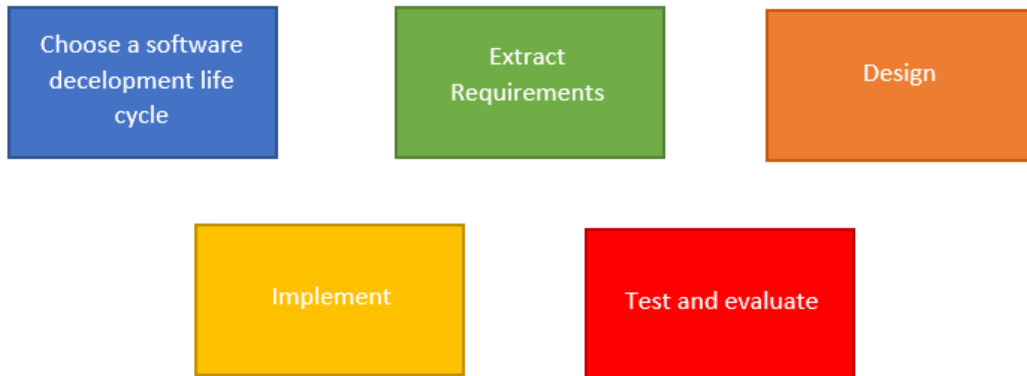 Choose a software
decelopment life
cycle
Extract
Requirements
Design
Implement
Test and evaluate